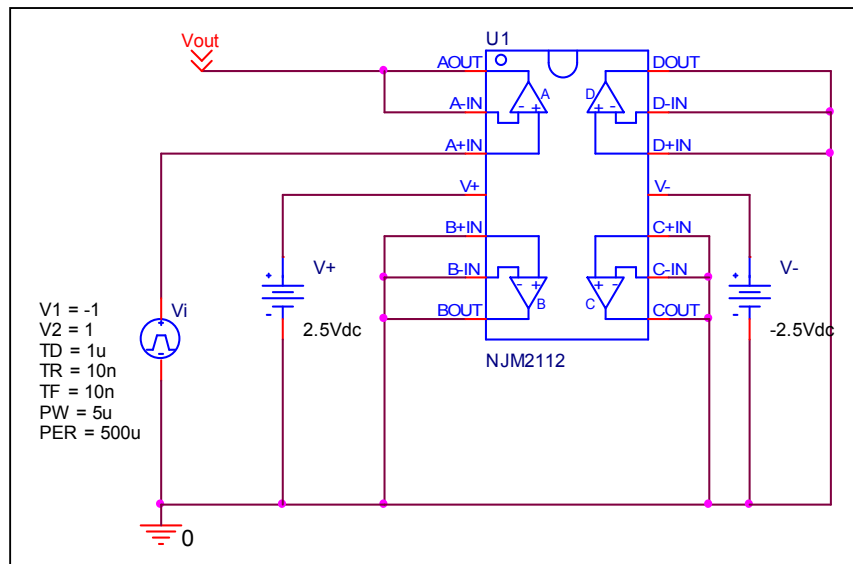 Vout
U1
AOUT
DOUT
A
D
A-IN
D-IN
- +
+ -
A+IN
D+IN
V+
V-
B+IN
C+IN
B-IN
C-IN
- +
+ -
B
C
BOUT
COUT
NJM2112
V+
+
-
2.5Vdc
V-
+
-
-2.5Vdc
Vi
+
-
V1 = -1
V2 = 1
TD = 1u
TR = 10n
TF = 10n
PW = 5u
PER = 500u
0